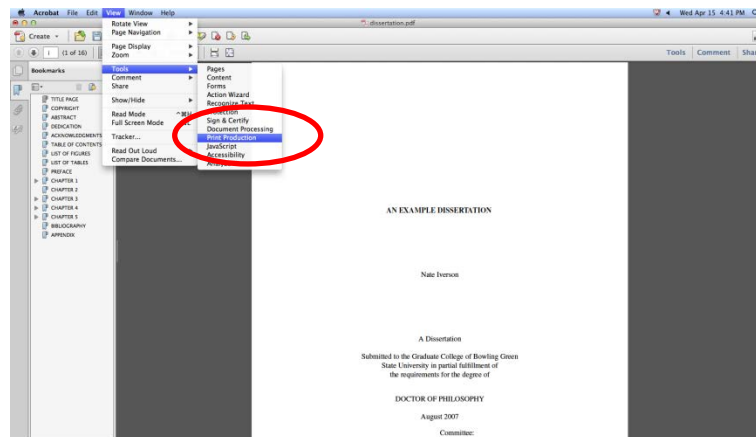 Acrobat File Edit View Window Help
Wed Apr 15 4:41 PM
dissertation.pdf
Create
1 (1 of 16)
Tools Comment
Bookmarks
TITLE PAGE
COPYRIGHT
ABSTRACT
DEDICATION
ACKNOWLEDGMENTS
TABLE OF CONTENTS
LIST OF FIGURES
LIST OF TABLES
PREFACE
CHAPTER 1
CHAPTER 2
CHAPTER 3
CHAPTER 4
CHAPTER 5
BIBLIOGRAPHY
APPENDIX
Rotate View
Page Navigation
Page Display
Zoom
Tools
Comment
Share
Show/Hide
Read Mode ^⌘H
Full Screen Mode
Tracker...
Read Out Loud
Compare Documents...
Pages
Content
Forms
Action Wizard
Recognize Text
Protection
Sign & Certify
Document Processing
Print Production
JavaScript
Accessibility
AN EXAMPLE DISSERTATION
Nate Iverson
A Dissertation
Submitted to the Graduate College of Bowling Green
State University in partial fulfillment of
the requirements for the degree of
DOCTOR OF PHILOSOPHY
August 2007
Committee: